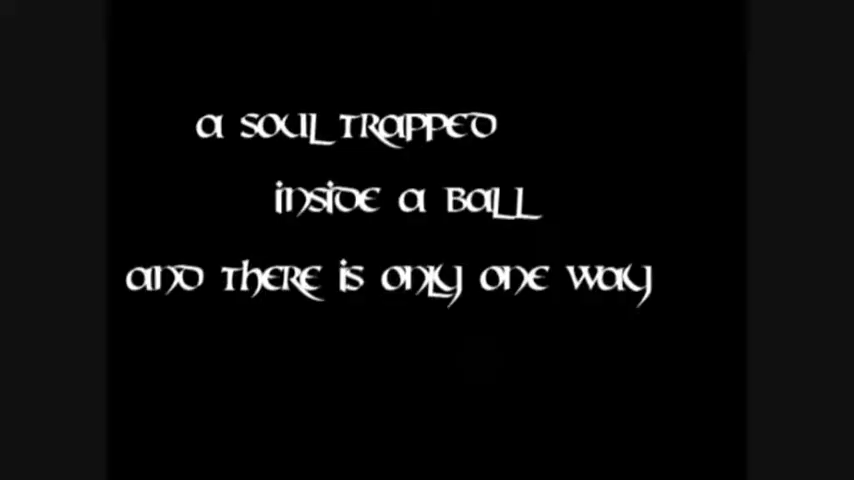 A SOUL TRAPPED
INSIDE A BALL
AND THERE IS ONLY ONE WAY